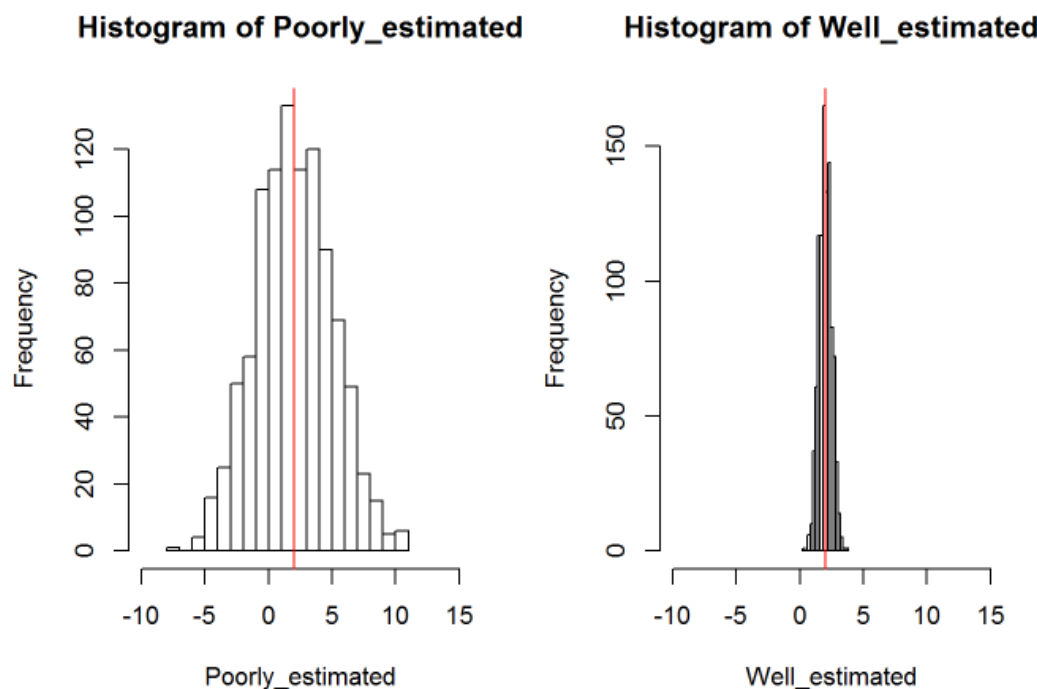 Histogram of Poorly_estimated
Frequency
120
100
80
60
40
20
0
-10 -5 0 5 10 15
Poorly_estimated
Histogram of Well_estimated
Frequency
150
100
50
0
-10 -5 0 5 10 15
Well_estimated